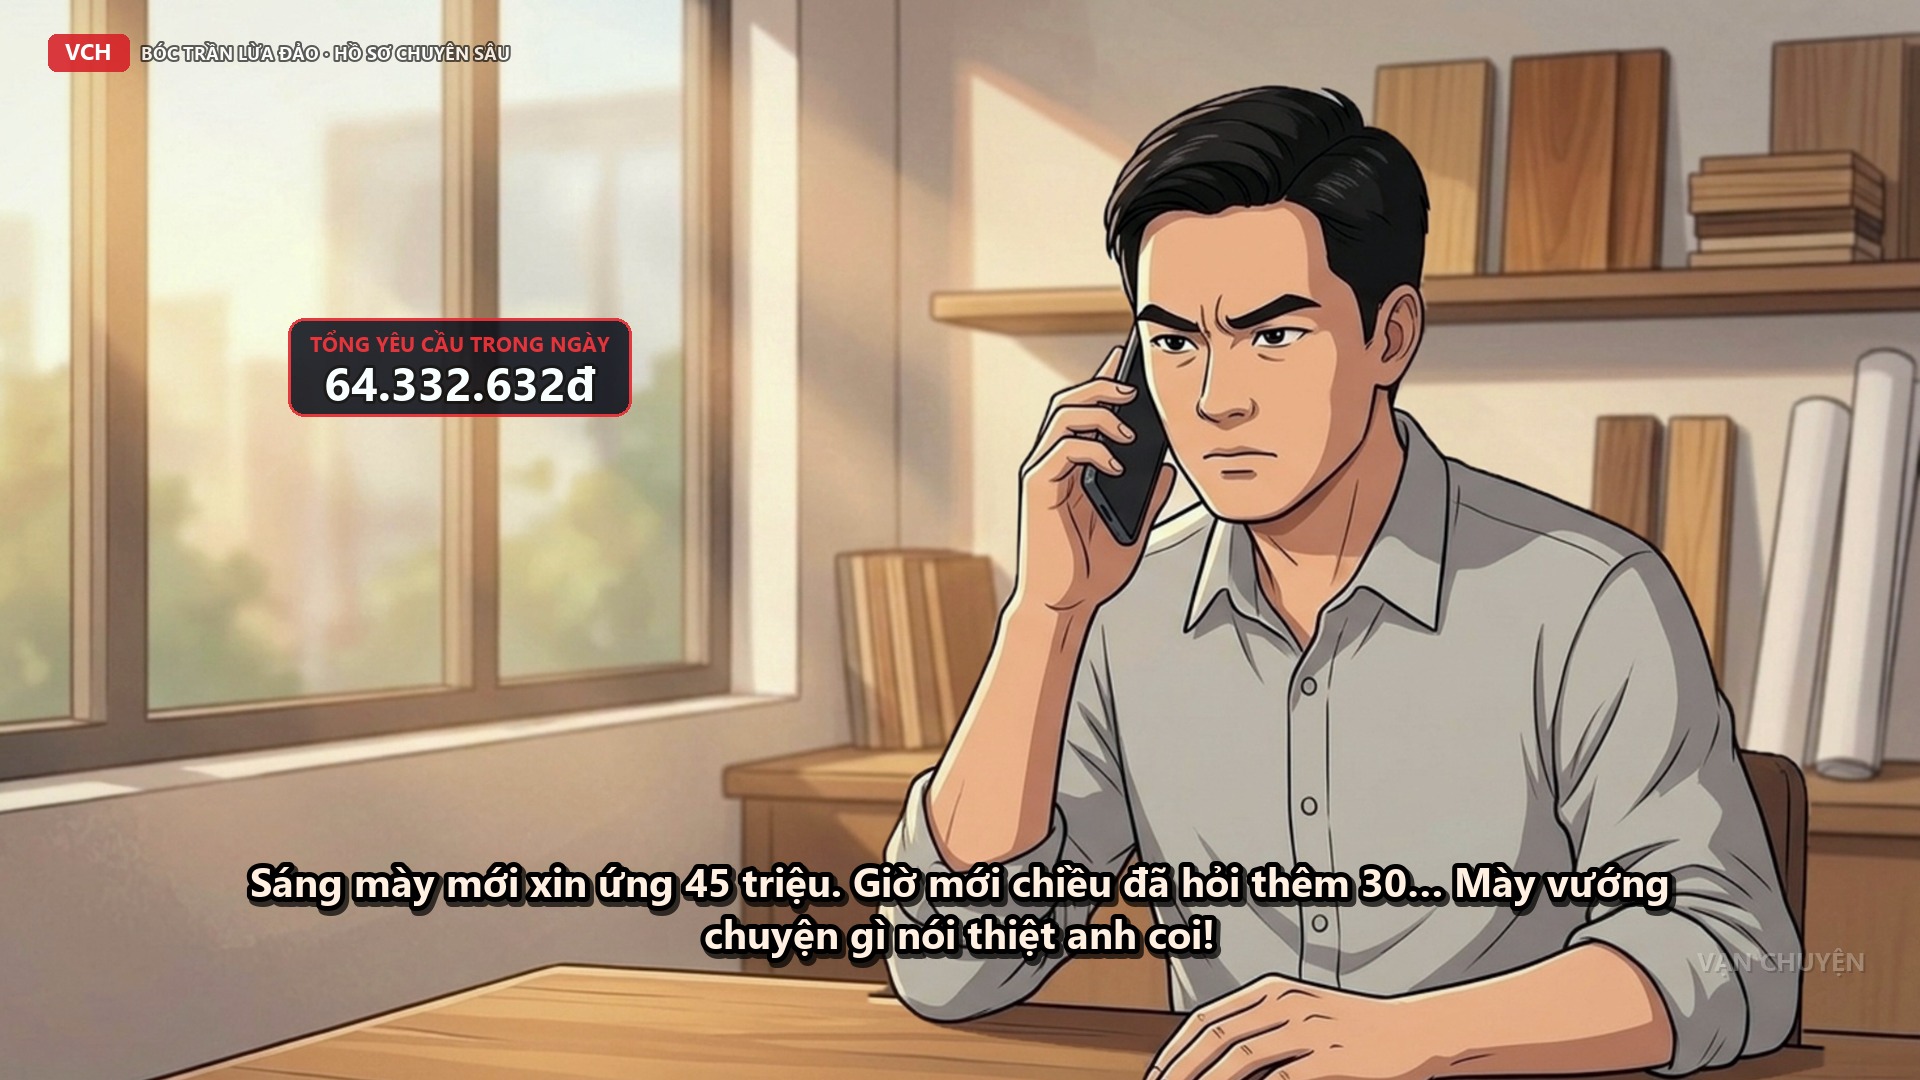 VCH BÓC TRẦN LỪA ĐẢO · HỒ SƠ CHUYÊN SÂU
TỔNG YÊU CẦU TRONG NGÀY
64.332.632đ
Sáng mày mới xin ứng 45 triệu. Giờ mới chiều đã hỏi thêm 30... Mày vướng
chuyện gì nói thiệt anh coi!
VẠN CHUYỆN